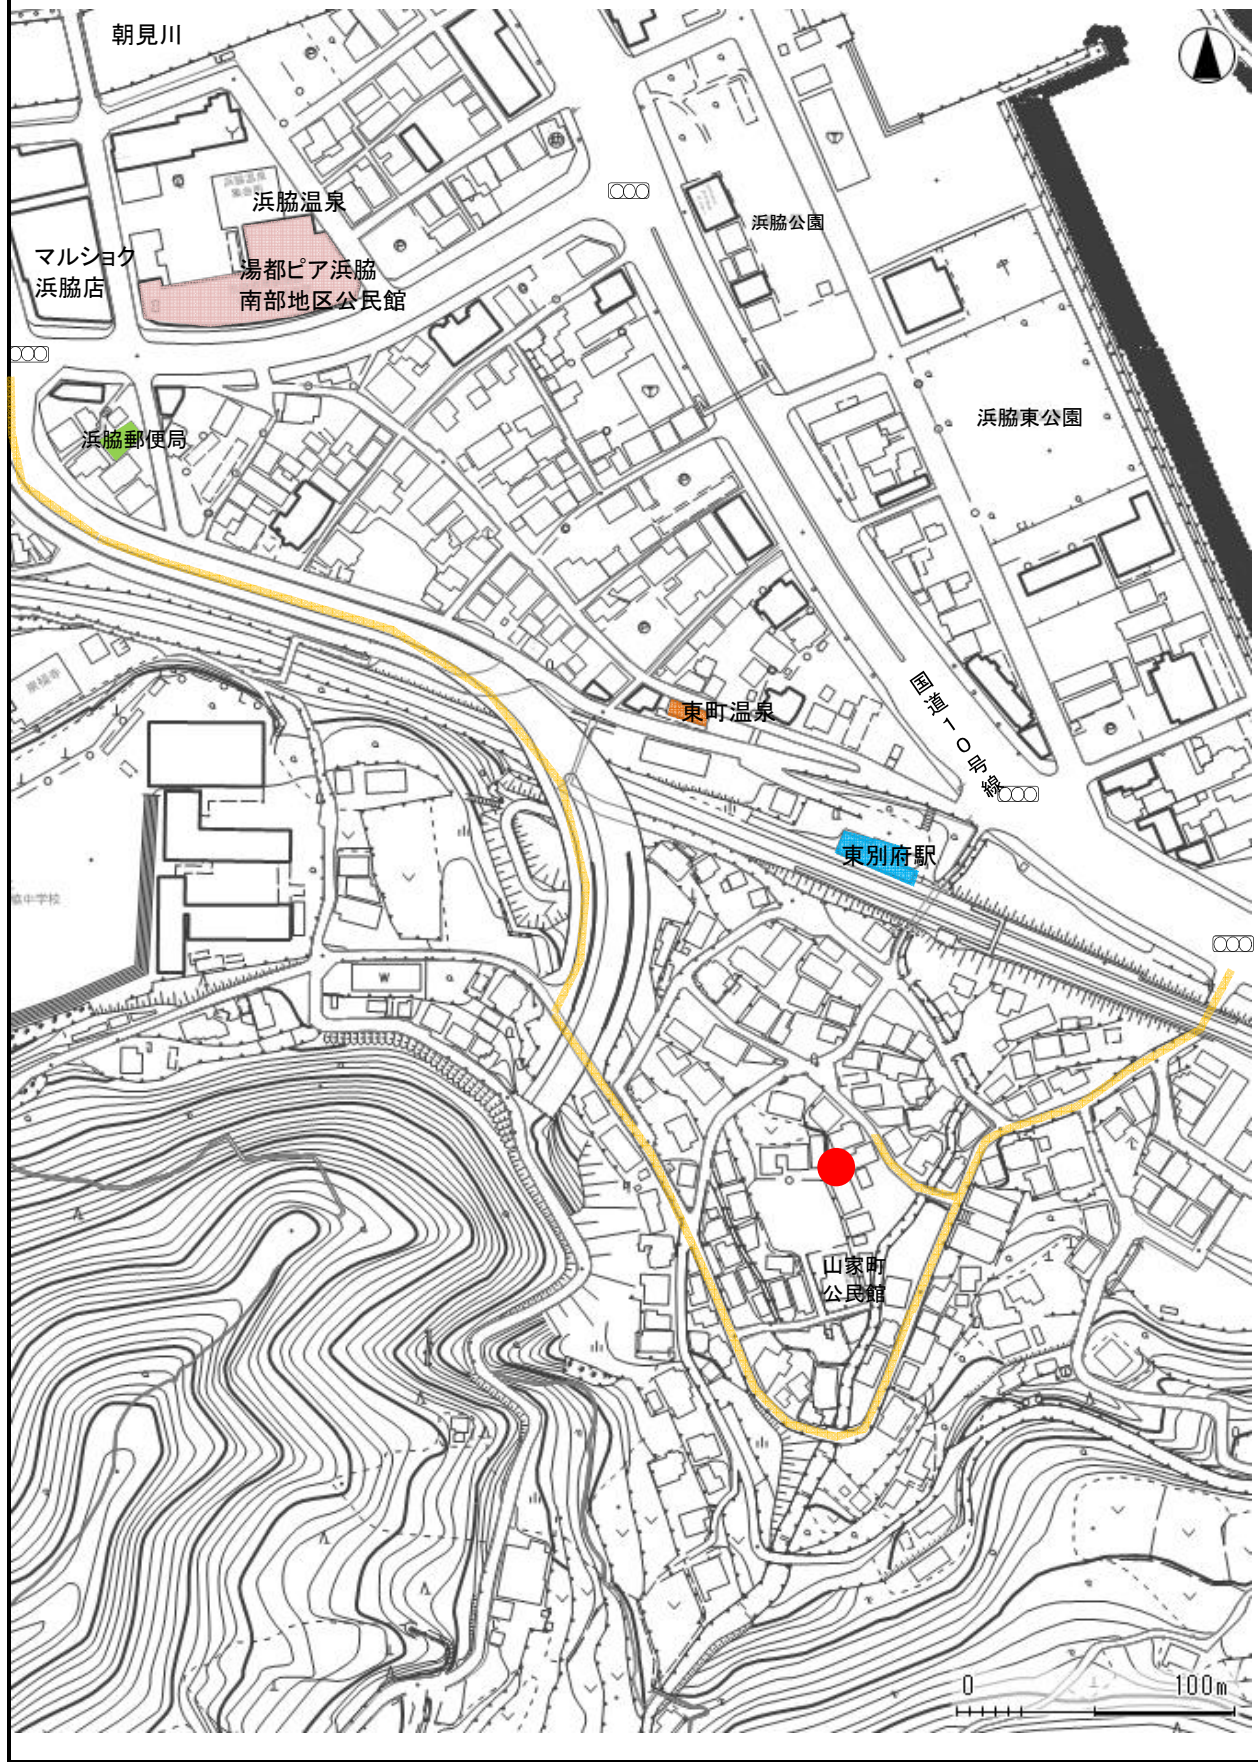 朝見川
浜脇温泉
浜脇公園
マルショク
浜脇店
湯都ピア浜脇
南部地区公民館
浜脇東公園
浜脇郵便局
国道10号線
東町温泉
東別府駅
中学校
W
山家町
公民館
0 100m